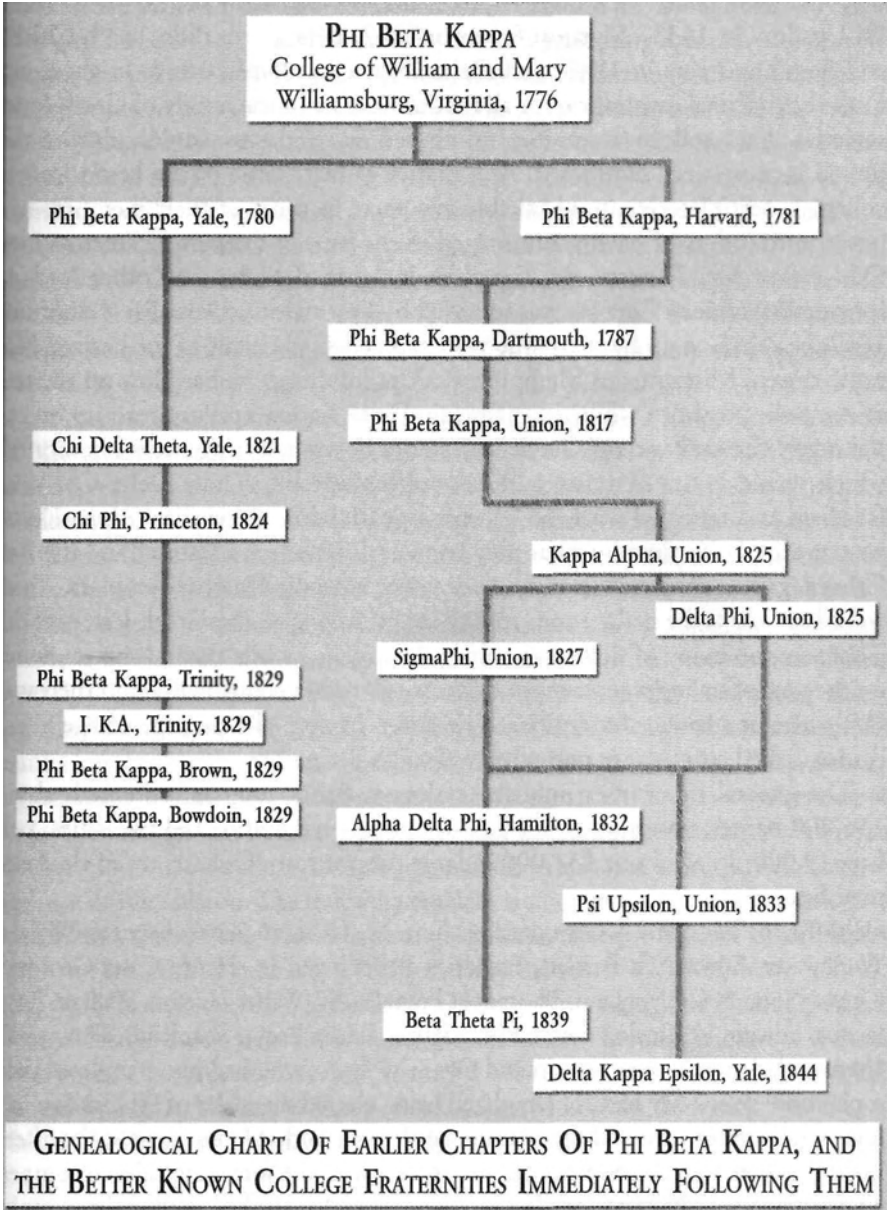 PHI BETA KAPPA
College of William and Mary
Williamsburg, Virginia, 1776
Phi Beta Kappa, Yale, 1780
Phi Beta Kappa, Harvard, 1781
Phi Beta Kappa, Dartmouth, 1787
Phi Beta Kappa, Union, 1817
Chi Delta Theta, Yale, 1821
Chi Phi, Princeton, 1824
Kappa Alpha, Union, 1825
Delta Phi, Union, 1825
SigmaPhi, Union, 1827
Phi Beta Kappa, Trinity, 1829
I. K.A., Trinity, 1829
Phi Beta Kappa, Brown, 1829
Phi Beta Kappa, Bowdoin, 1829
Alpha Delta Phi, Hamilton, 1832
Psi Upsilon, Union, 1833
Beta Theta Pi, 1839
Delta Kappa Epsilon, Yale, 1844
GENEALOGICAL CHART OF EARLIER CHAPTERS OF PHI BETA KAPPA, AND
THE BETTER KNOWN COLLEGE FRATERNITIES IMMEDIATELY FOLLOWING THEM